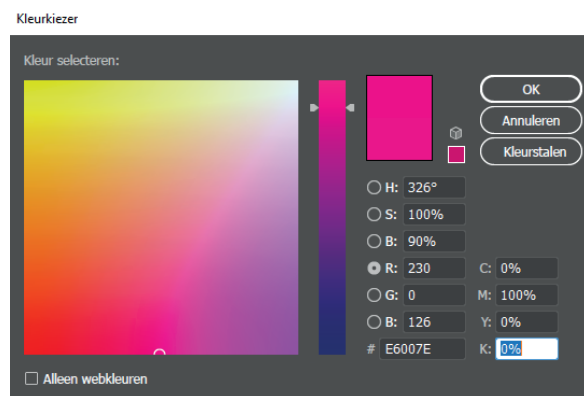 Kleurkiezer
Kleur selecteren:
OK
Annuleren
Kleurstalen
H: 326°
S: 100%
B: 90%
R: 230 C: 0%
G: 0 M: 100%
B: 126 Y: 0%
# E6007E K: 0%
Alleen webkleuren